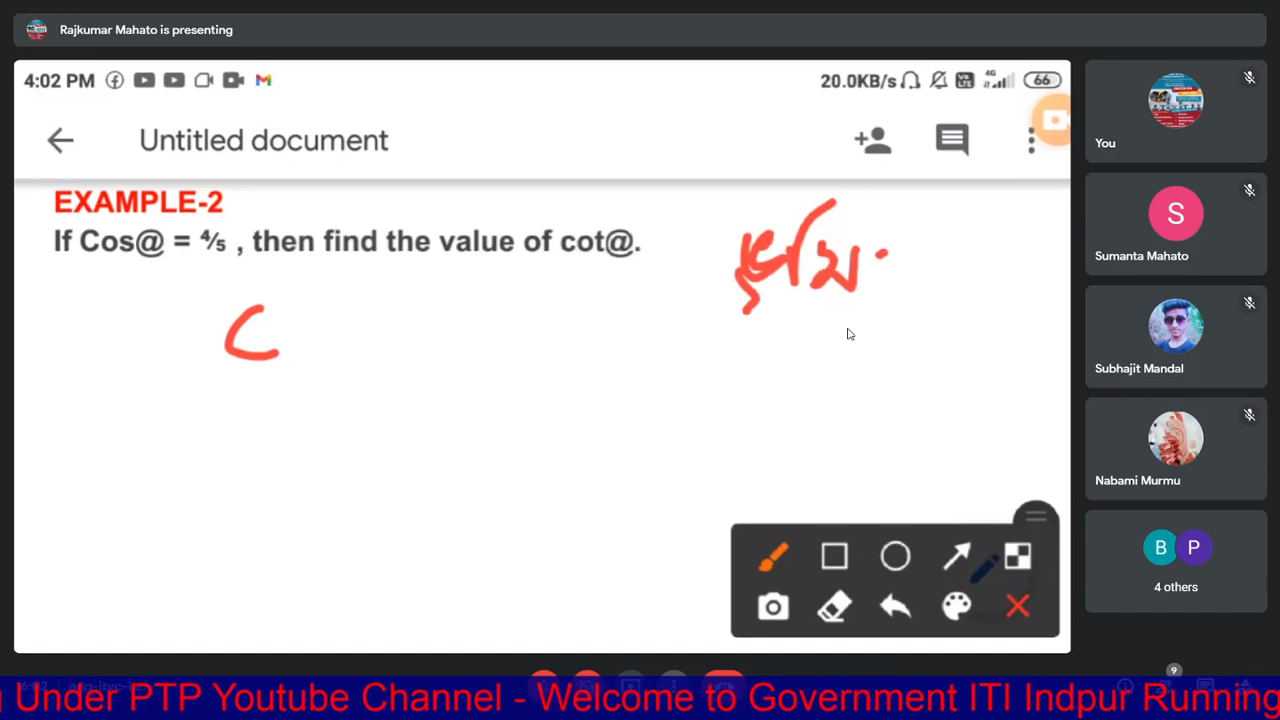 Rajkumar Mahato is presenting
4:02 PM
20.0KB/s 4G 66
Untitled document
EXAMPLE-2
If Cos@ = ⁴/₅ , then find the value of cot@.
C
You
S
Sumanta Mahato
Subhajit Mandal
Nabami Murmu
B P
4 others
9
Under PTP Youtube Channel - Welcome to Government ITI Indpur Running